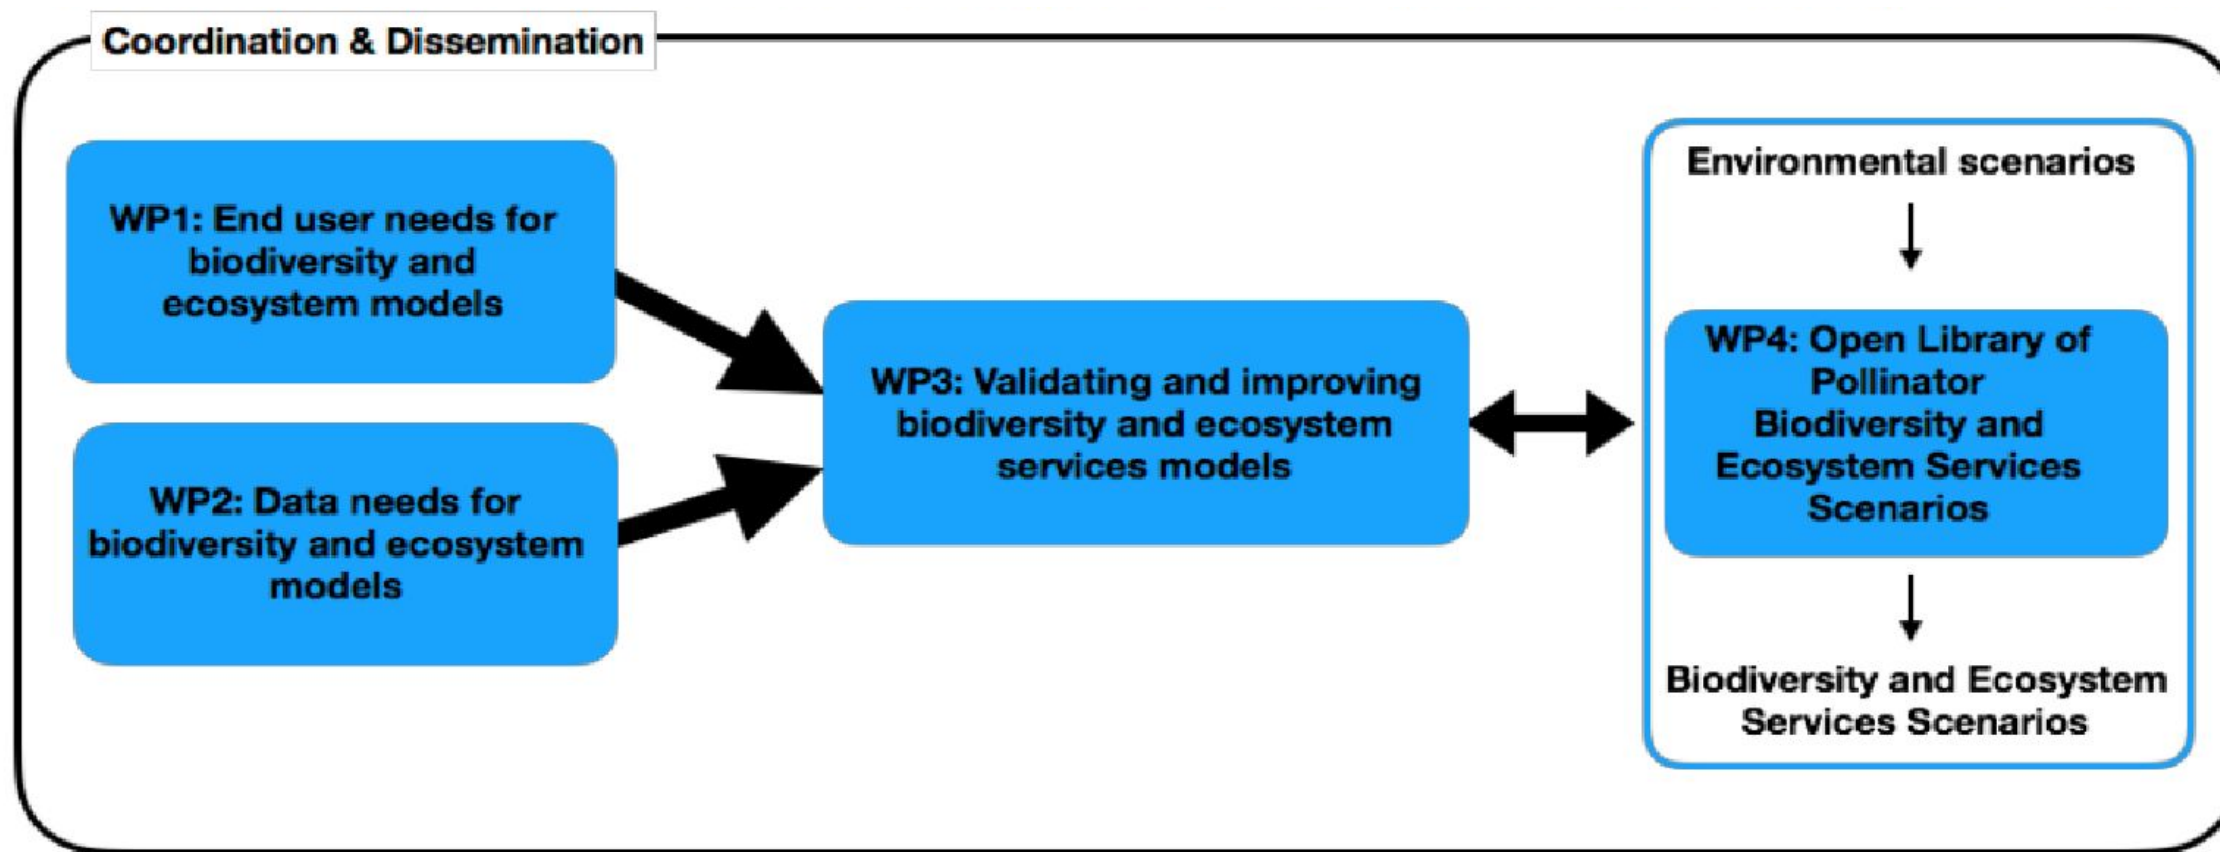 Coordination & Dissemination
WP1: End user needs for
biodiversity and
ecosystem models
WP2: Data needs for
biodiversity and ecosystem
models
WP3: Validating and improving
biodiversity and ecosystem
services models
Environmental scenarios
WP4: Open Library of
Pollinator
Biodiversity and
Ecosystem Services
Scenarios
Biodiversity and Ecosystem
Services Scenarios